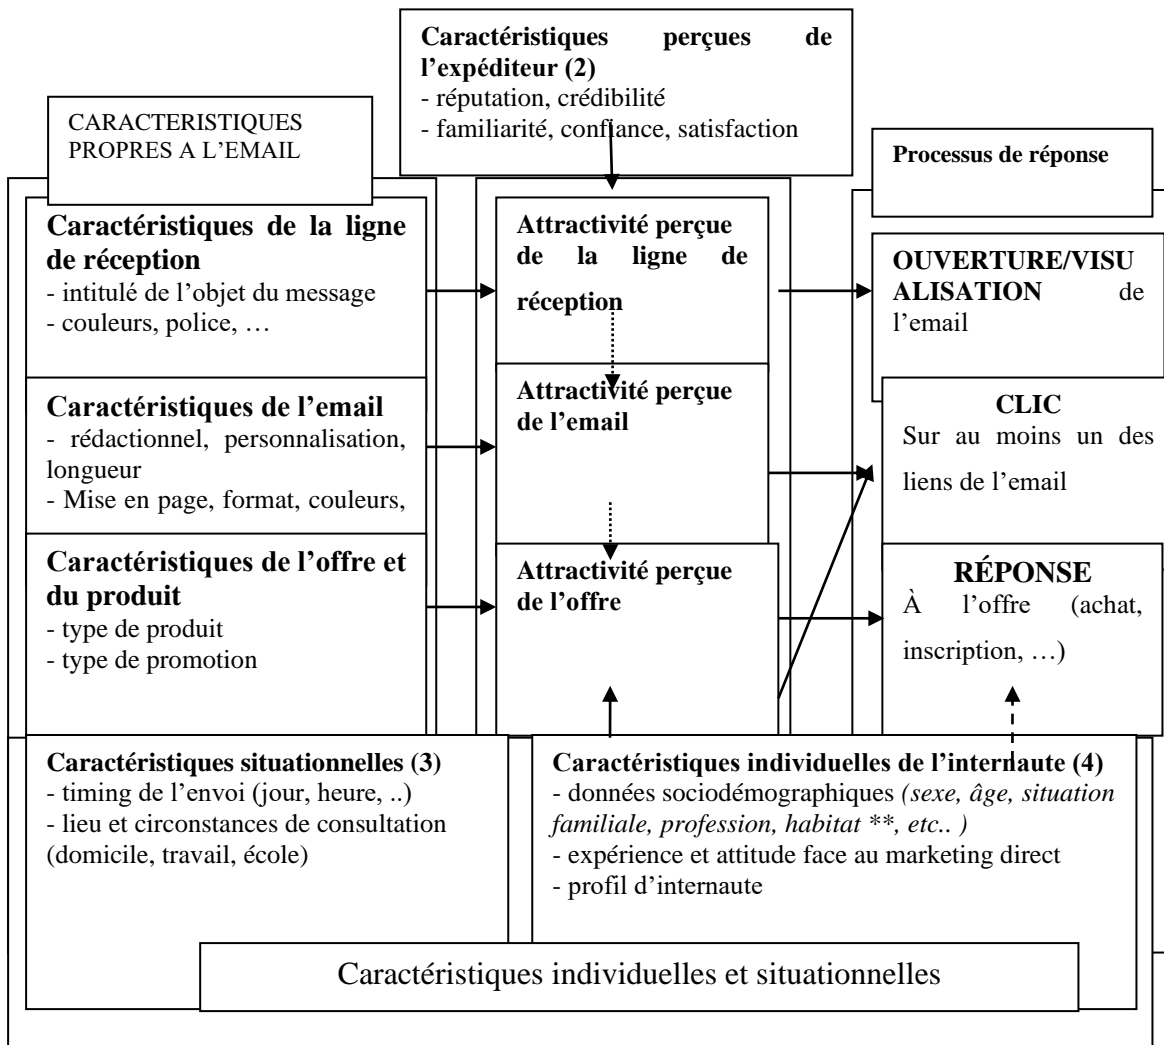 Caractéristiques perçues de
l’expéditeur (2)
- réputation, crédibilité
- familiarité, confiance, satisfaction
CARACTERISTIQUES
PROPRES A L’EMAIL
Processus de réponse
Caractéristiques de la ligne
de réception
- intitulé de l’objet du message
- couleurs, police, …
Attractivité perçue
de la ligne de
réception
OUVERTURE/VISU
ALISATION de
l’email
Caractéristiques de l’email
- rédactionnel, personnalisation,
longueur
- Mise en page, format, couleurs,
Attractivité perçue
de l’email
CLIC
Sur au moins un des
liens de l’email
Caractéristiques de l’offre et
du produit
- type de produit
- type de promotion
Attractivité perçue
de l’offre
RÉPONSE
À l’offre (achat,
inscription, …)
Caractéristiques situationnelles (3)
- timing de l’envoi (jour, heure, ..)
- lieu et circonstances de consultation
(domicile, travail, école)
Caractéristiques individuelles de l’internaute (4)
- données sociodémographiques (sexe, âge, situation
familiale, profession, habitat **, etc.. )
- expérience et attitude face au marketing direct
- profil d’internaute
Caractéristiques individuelles et situationnelles